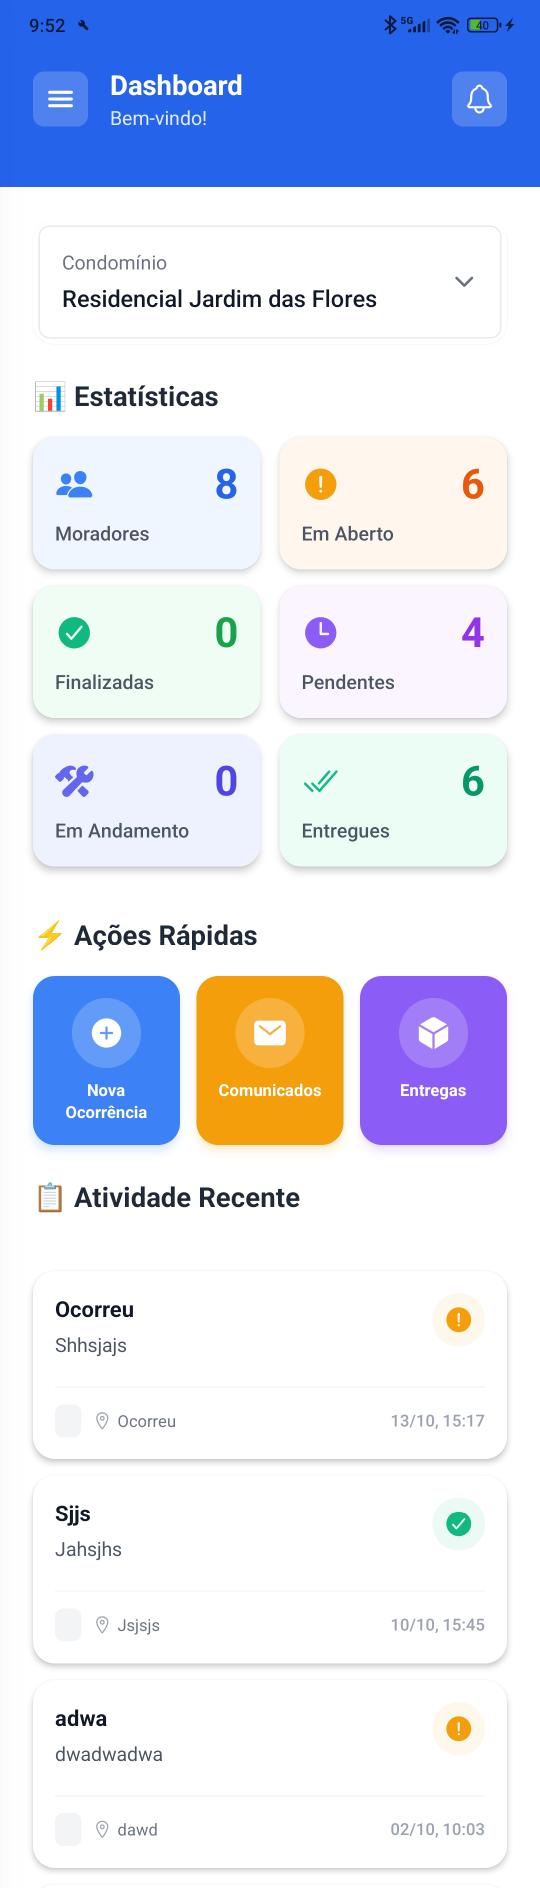 9:52
5G
40
Dashboard
Bem-vindo!
Condomínio
Residencial Jardim das Flores
Estatísticas
8
Moradores
6
Em Aberto
0
Finalizadas
4
Pendentes
0
Em Andamento
6
Entregues
Ações Rápidas
Nova
Ocorrência
Comunicados
Entregas
Atividade Recente
Ocorreu
Shhsjajs
Ocorreu
13/10, 15:17
Sjjs
Jahsjhs
Jsjsjs
10/10, 15:45
adwa
dwadwadwa
dawd
02/10, 10:03